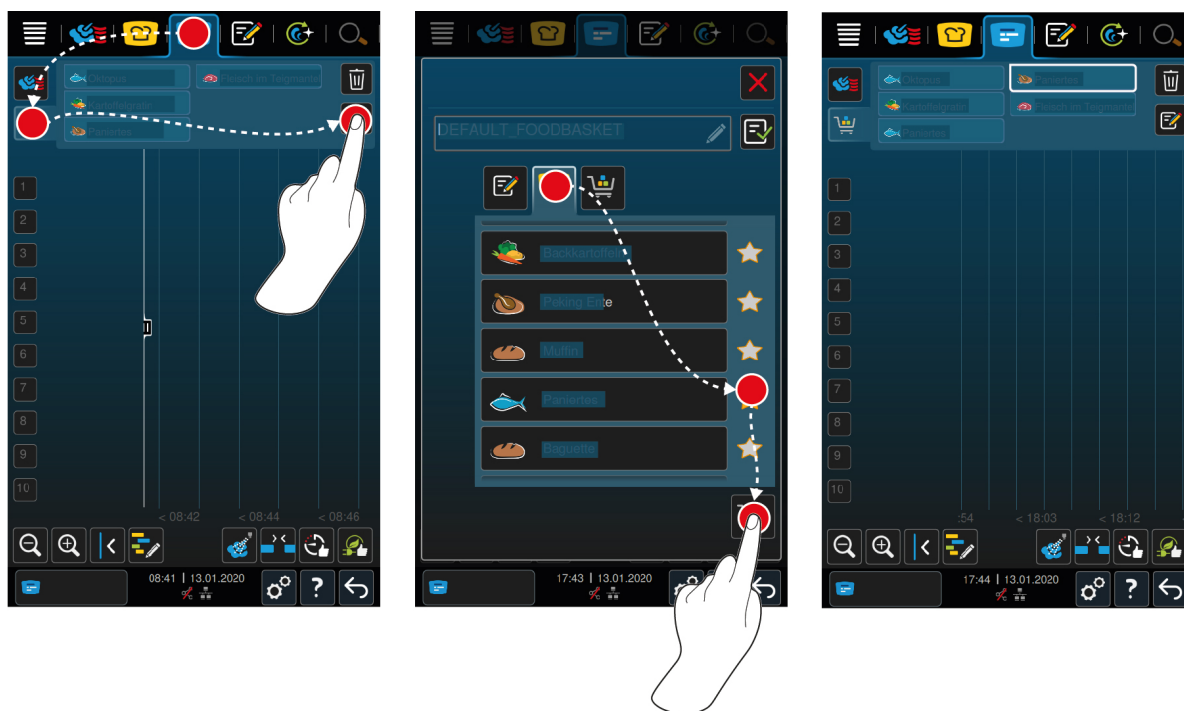 Oktopus
Fleisch im Teigmantel
Kartoffelgratin
Paniertes
1
2
3
4
5
6
7
8
9
10
< 08:42
< 08:44
< 08:46
08:41 | 13.01.2020
?
DEFAULT_FOODBASKET
Backkartoffeln
Peking Ente
Muffin
Paniertes
Baguette
17:43 | 13.01.2020
Oktopus
Paniertes
Kartoffelgratin
Fleisch im Teigmantel
Paniertes
1
2
3
4
5
6
7
8
9
10
:54
< 18:03
< 18:12
17:44 | 13.01.2020
?